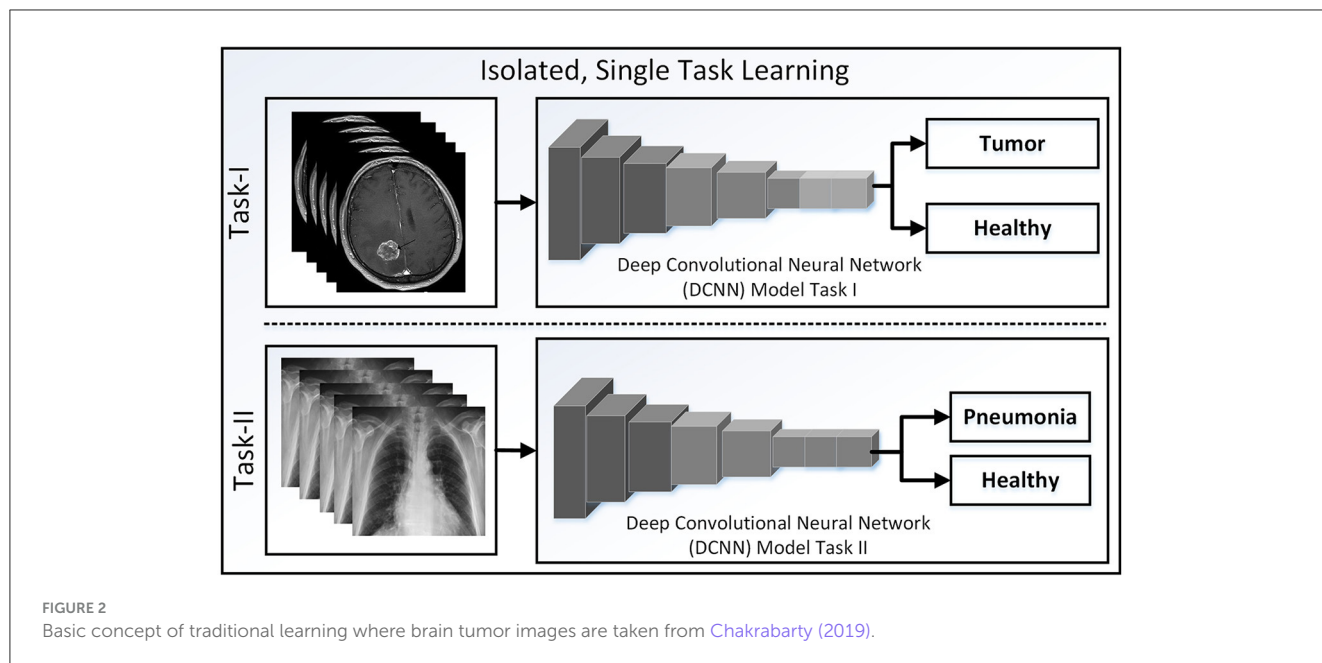 Isolated, Single Task Learning
Task-I
Tumor
Healthy
Deep Convolutional Neural Network
(DCNN) Model Task I
Task-II
Pneumonia
Healthy
Deep Convolutional Neural Network
(DCNN) Model Task II
FIGURE 2
Basic concept of traditional learning where brain tumor images are taken from Chakrabarty (2019).